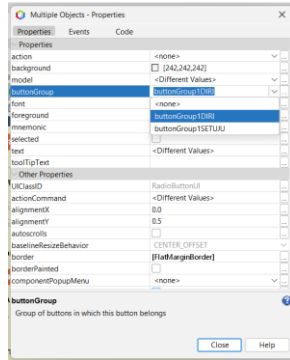 Multiple Objects - Properties
Properties Events Code
Properties
action <none>
background [242,242,242]
model <Different Values>
buttonGroup buttonGroup1DIRI
font <none>
foreground buttonGroup1DIRI
mnemonic buttonGroup1SETUJU
selected
text <Different Values>
toolTipText
Other Properties
UIClassID RadioButtonUI
actionCommand <Different Values>
alignmentX 0.0
alignmentY 0.5
autoscrolls
baselineResizeBehavior CENTER_OFFSET
border [FlatMarginBorder]
borderPainted
componentPopupMenu <none>
buttonGroup
Group of buttons in which this button belongs
Close Help